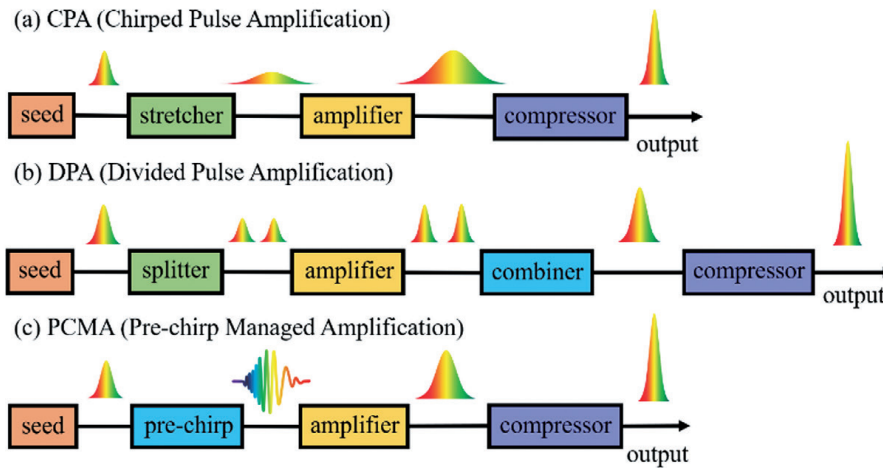 (a) CPA (Chirped Pulse Amplification)
seed stretcher amplifier compressor
output
(b) DPA (Divided Pulse Amplification)
seed splitter amplifier combiner compressor
output
(c) PCMA (Pre-chirp Managed Amplification)
seed pre-chirp amplifier compressor
output